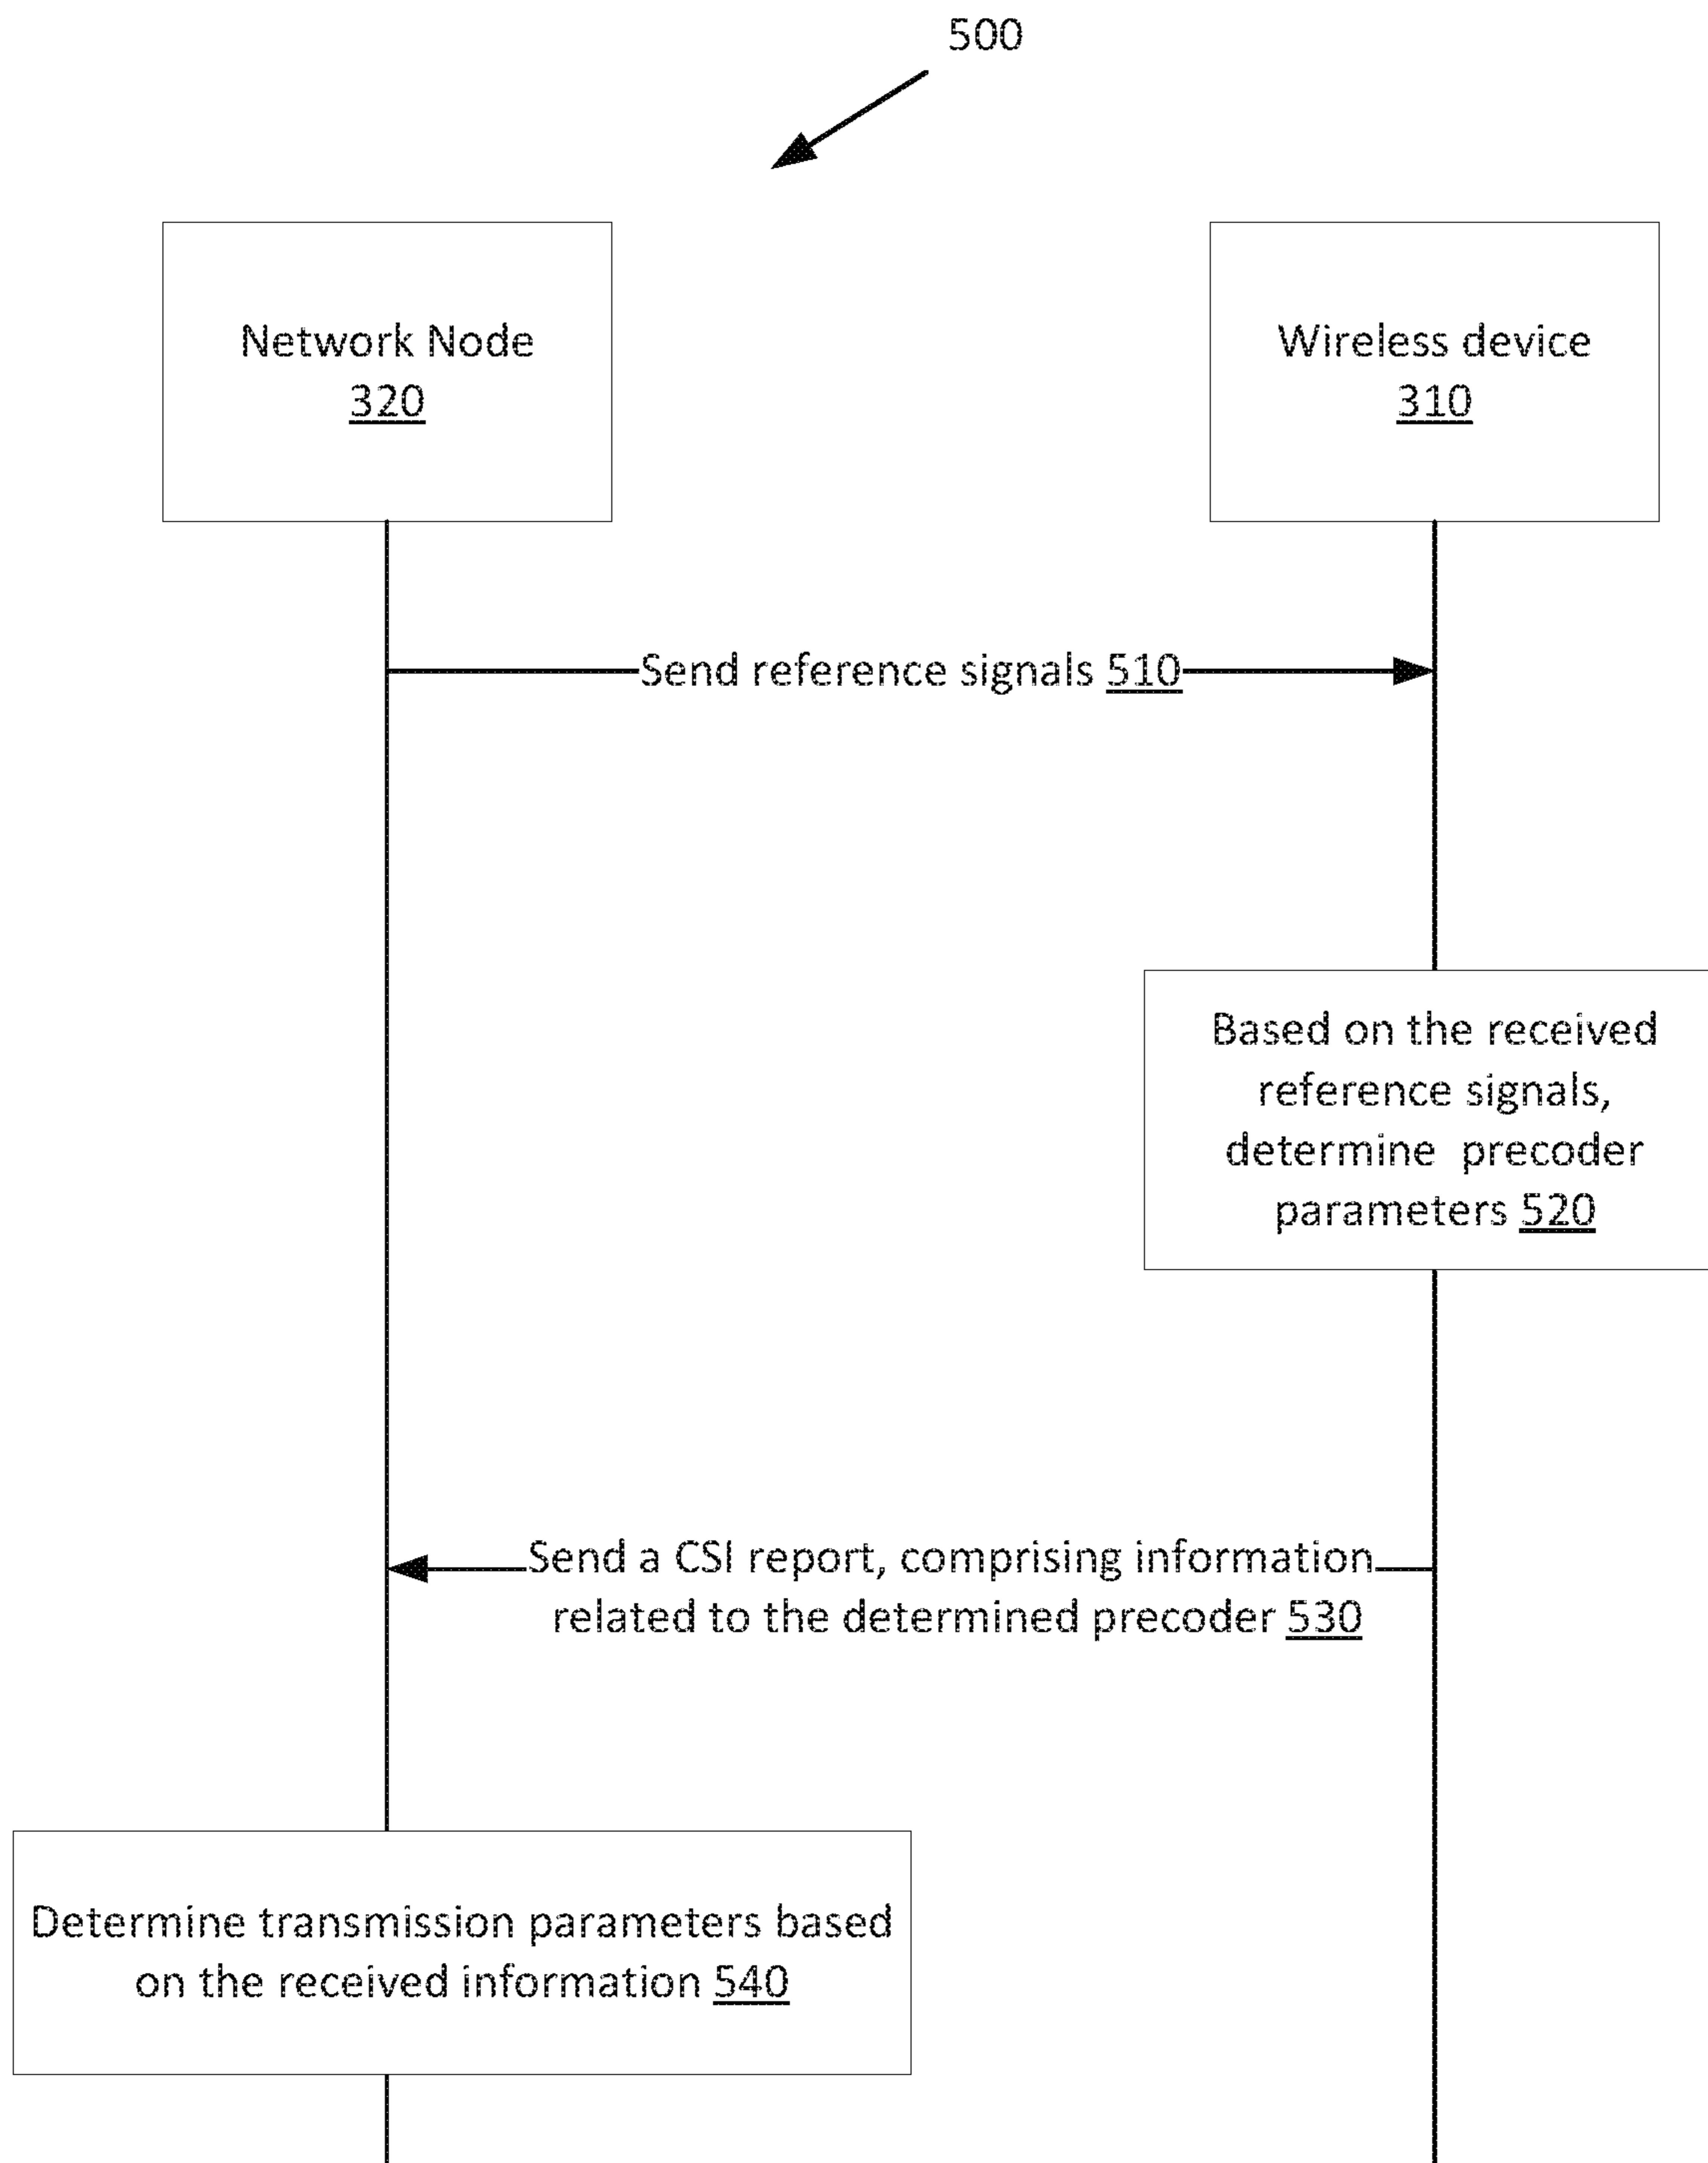 500
Network Node
320
Wireless device
310
Send reference signals 510
Based on the received
reference signals,
determine precoder
parameters 520
Send a CSI report, comprising information
related to the determined precoder 530
Determine transmission parameters based
on the received information 540